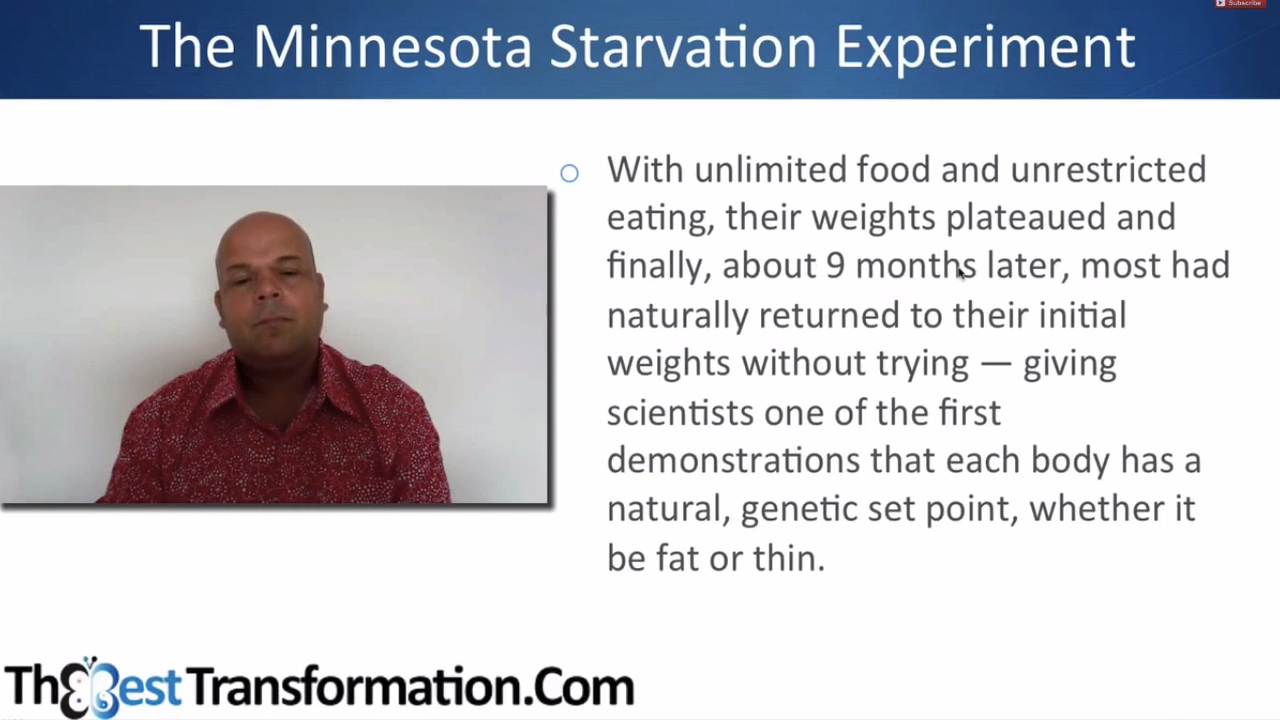 Subscribe
The Minnesota Starvation Experiment
With unlimited food and unrestricted
eating, their weights plateaued and
finally, about 9 months later, most had
naturally returned to their initial
weights without trying — giving
scientists one of the first
demonstrations that each body has a
natural, genetic set point, whether it
be fat or thin.
TheBestTransformation.Com